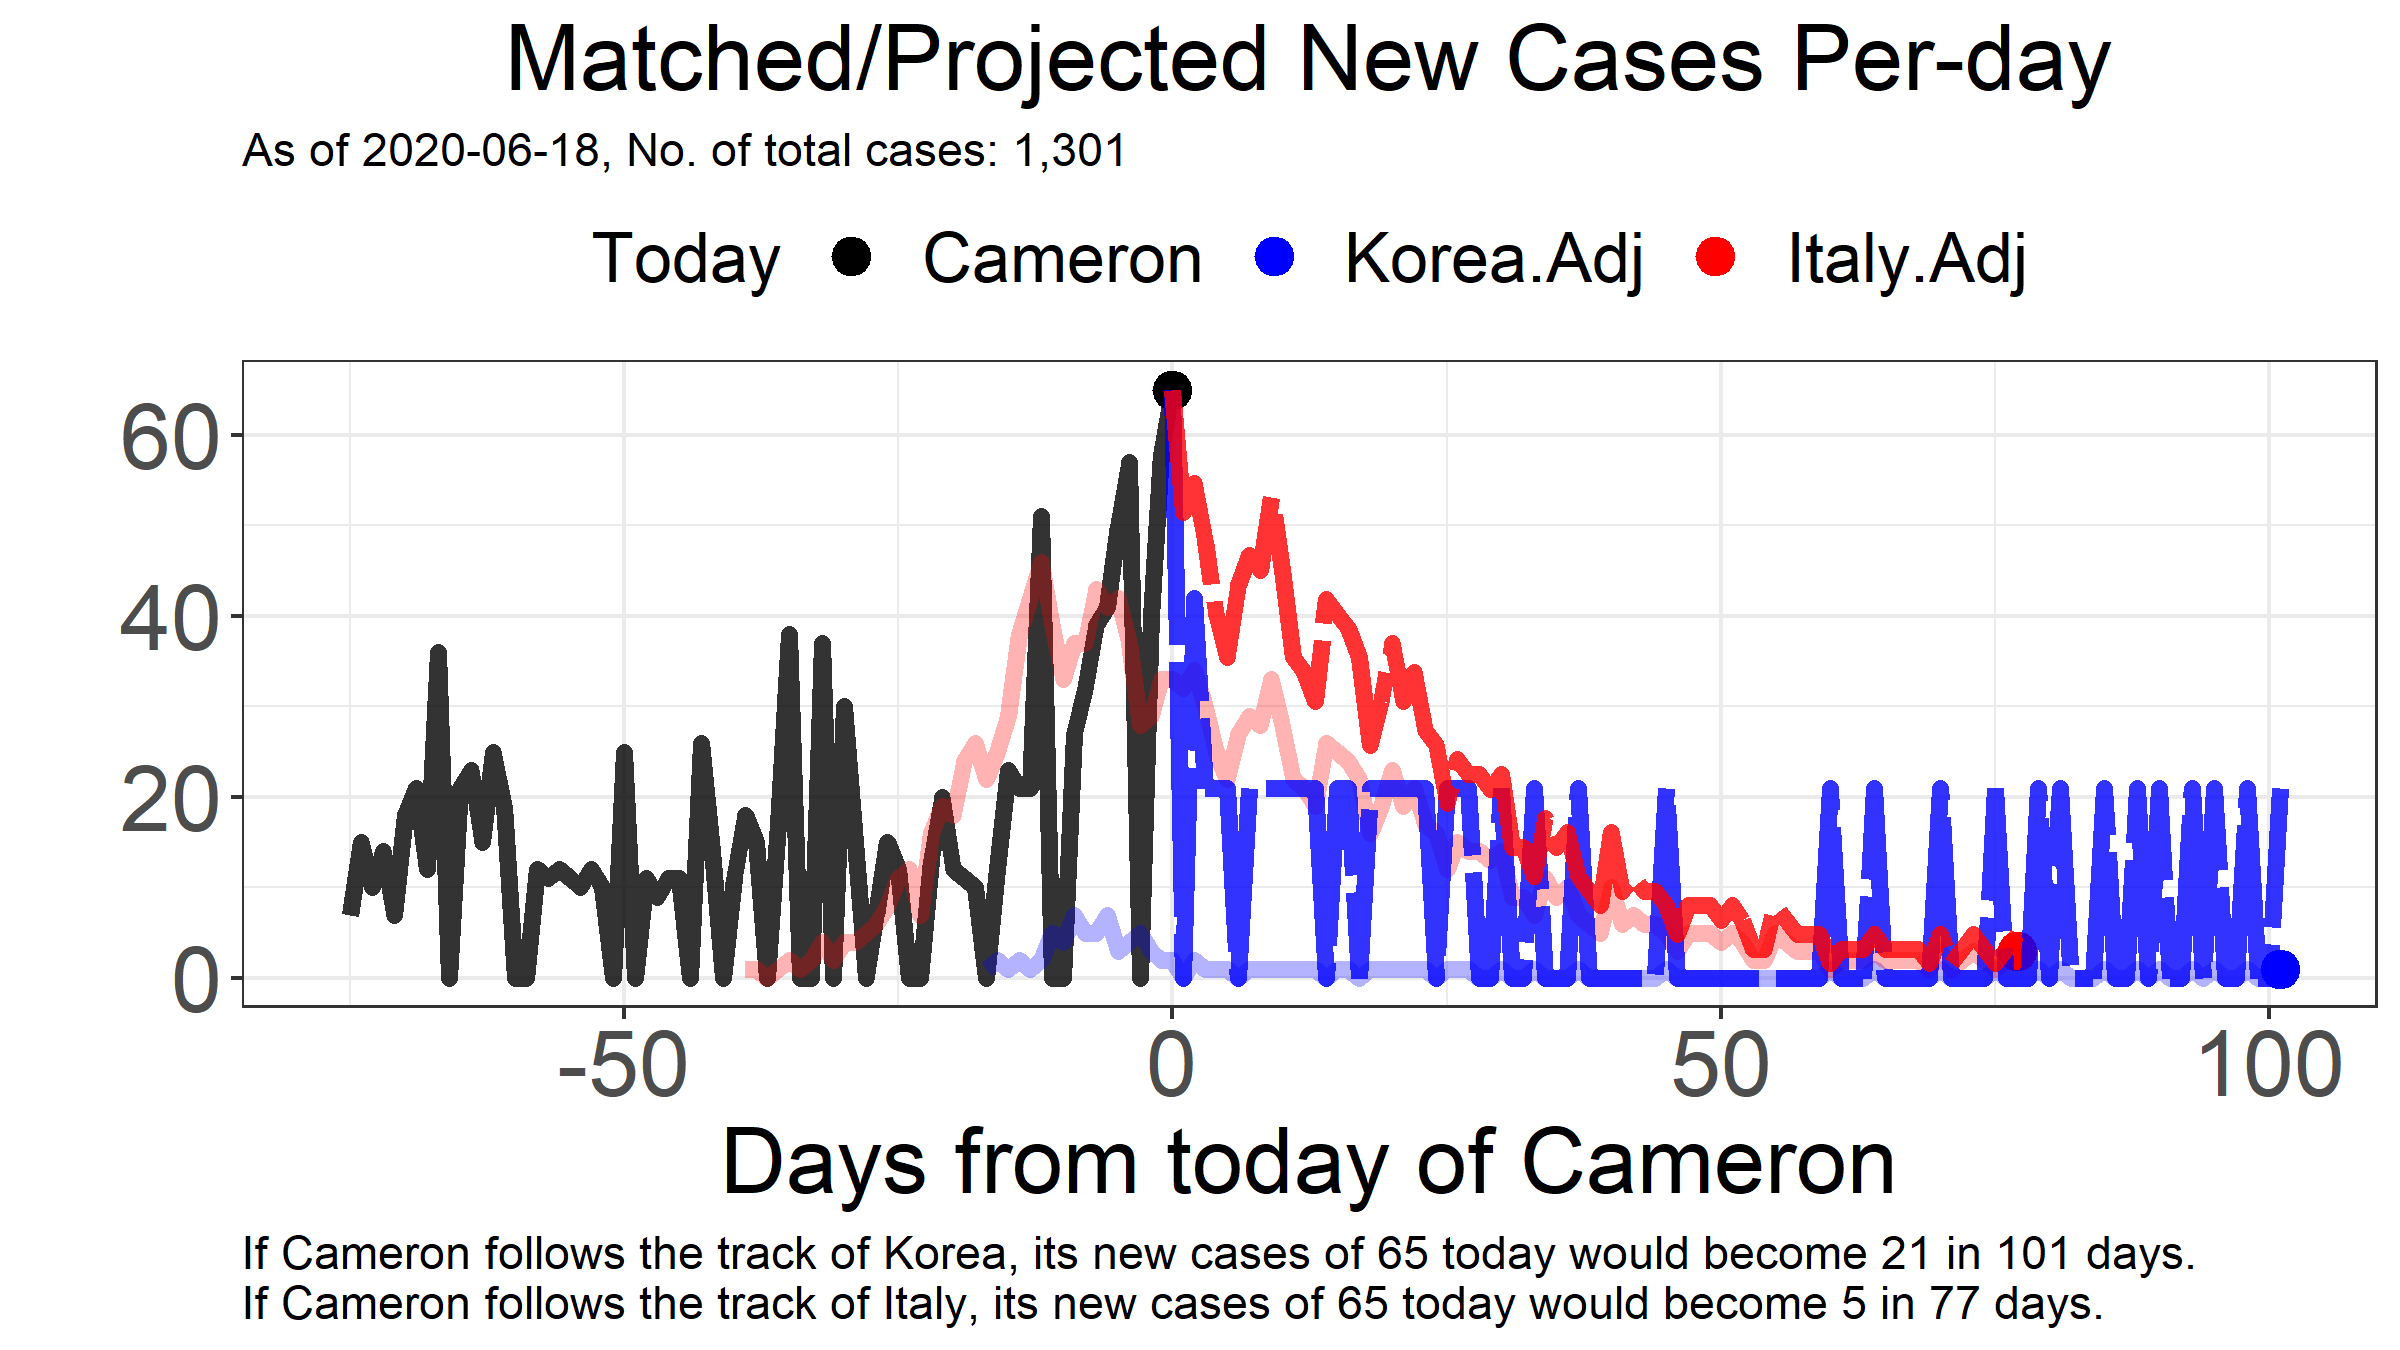 Matched/Projected New Cases Per-day
As of 2020-06-18, No. of total cases: 1,301
Today Cameron Korea.Adj Italy.Adj
60
40
20
0
-50 0 50 100
Days from today of Cameron
If Cameron follows the track of Korea, its new cases of 65 today would become 21 in 101 days.
If Cameron follows the track of Italy, its new cases of 65 today would become 5 in 77 days.